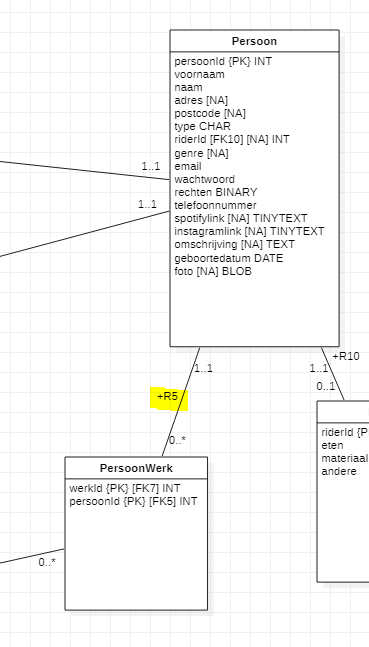 Persoon
persoonId {PK} INT
voornaam
naam
adres [NA]
postcode [NA]
type CHAR
riderId [FK10] [NA] INT
genre [NA]
email
wachtwoord
rechten BINARY
telefoonnummer
spotifylink [NA] TINYTEXT
instagramlink [NA] TINYTEXT
omschrijving [NA] TEXT
geboortedatum DATE
foto [NA] BLOB
1..1
1..1
1..1
+R5
0..*
+R10
1..1
0..1
PersoonWerk
werkId {PK} [FK7] INT
persoonId {PK} [FK5] INT
0..*
riderId {P
eten
materiaal
andere